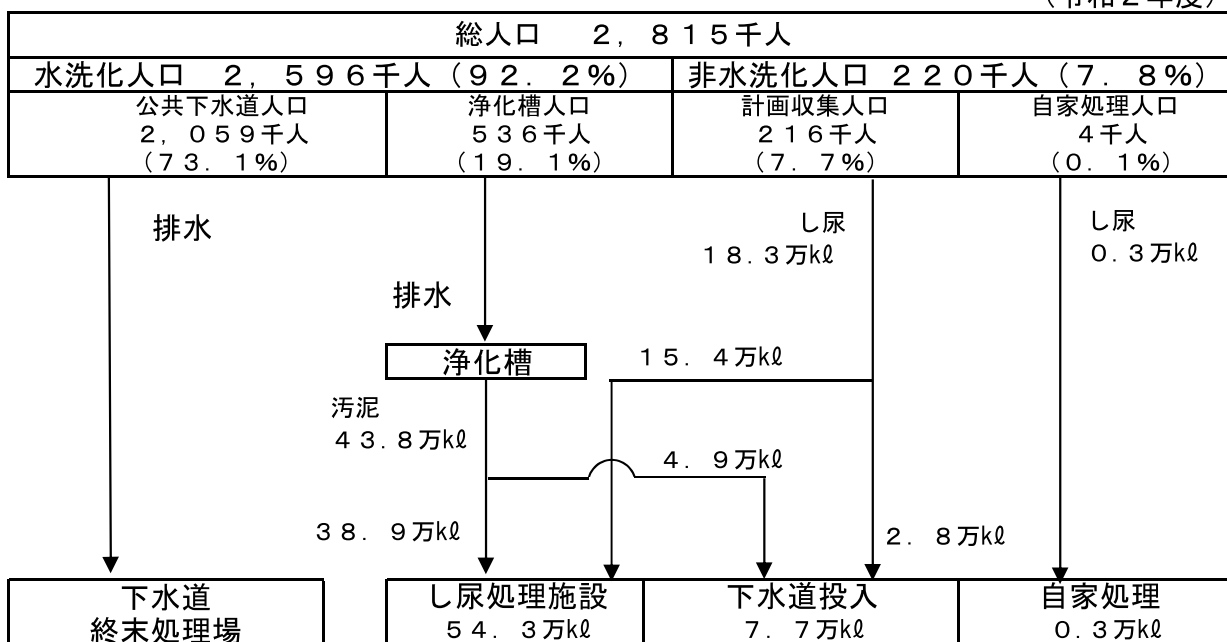 （令和２年度）
総人口　２，８１５千人
水洗化人口　２，５９６千人（９２．２％）
非水洗化人口 ２２０千人（７．８％）
公共下水道人口
２，０５９千人
（７３．１％）
浄化槽人口
５３６千人
（１９．１％）
計画収集人口
２１６千人
（７．７％）
自家処理人口
４千人
（０．１％）
排水
し尿
１８．３万kℓ
し尿
０．３万kℓ
排水
浄化槽
１５．４万kℓ
汚泥
４３．８万kℓ
４．９万kℓ
３８．９万kℓ
２．８万kℓ
下水道
終末処理場
し尿処理施設
５４．３万kℓ
下水道投入
７．７万kℓ
自家処理
０．３万kℓ